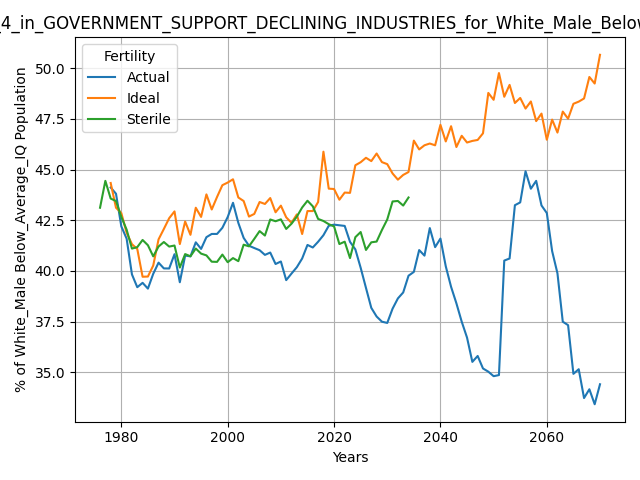 _4_in_GOVERNMENT_SUPPORT_DECLINING_INDUSTRIES_for_White_Male_Below
Fertility
Actual
Ideal
Sterile
% of White_Male Below_Average_IQ Population
50.0
47.5
45.0
42.5
40.0
37.5
35.0
1980
2000
2020
2040
2060
Years